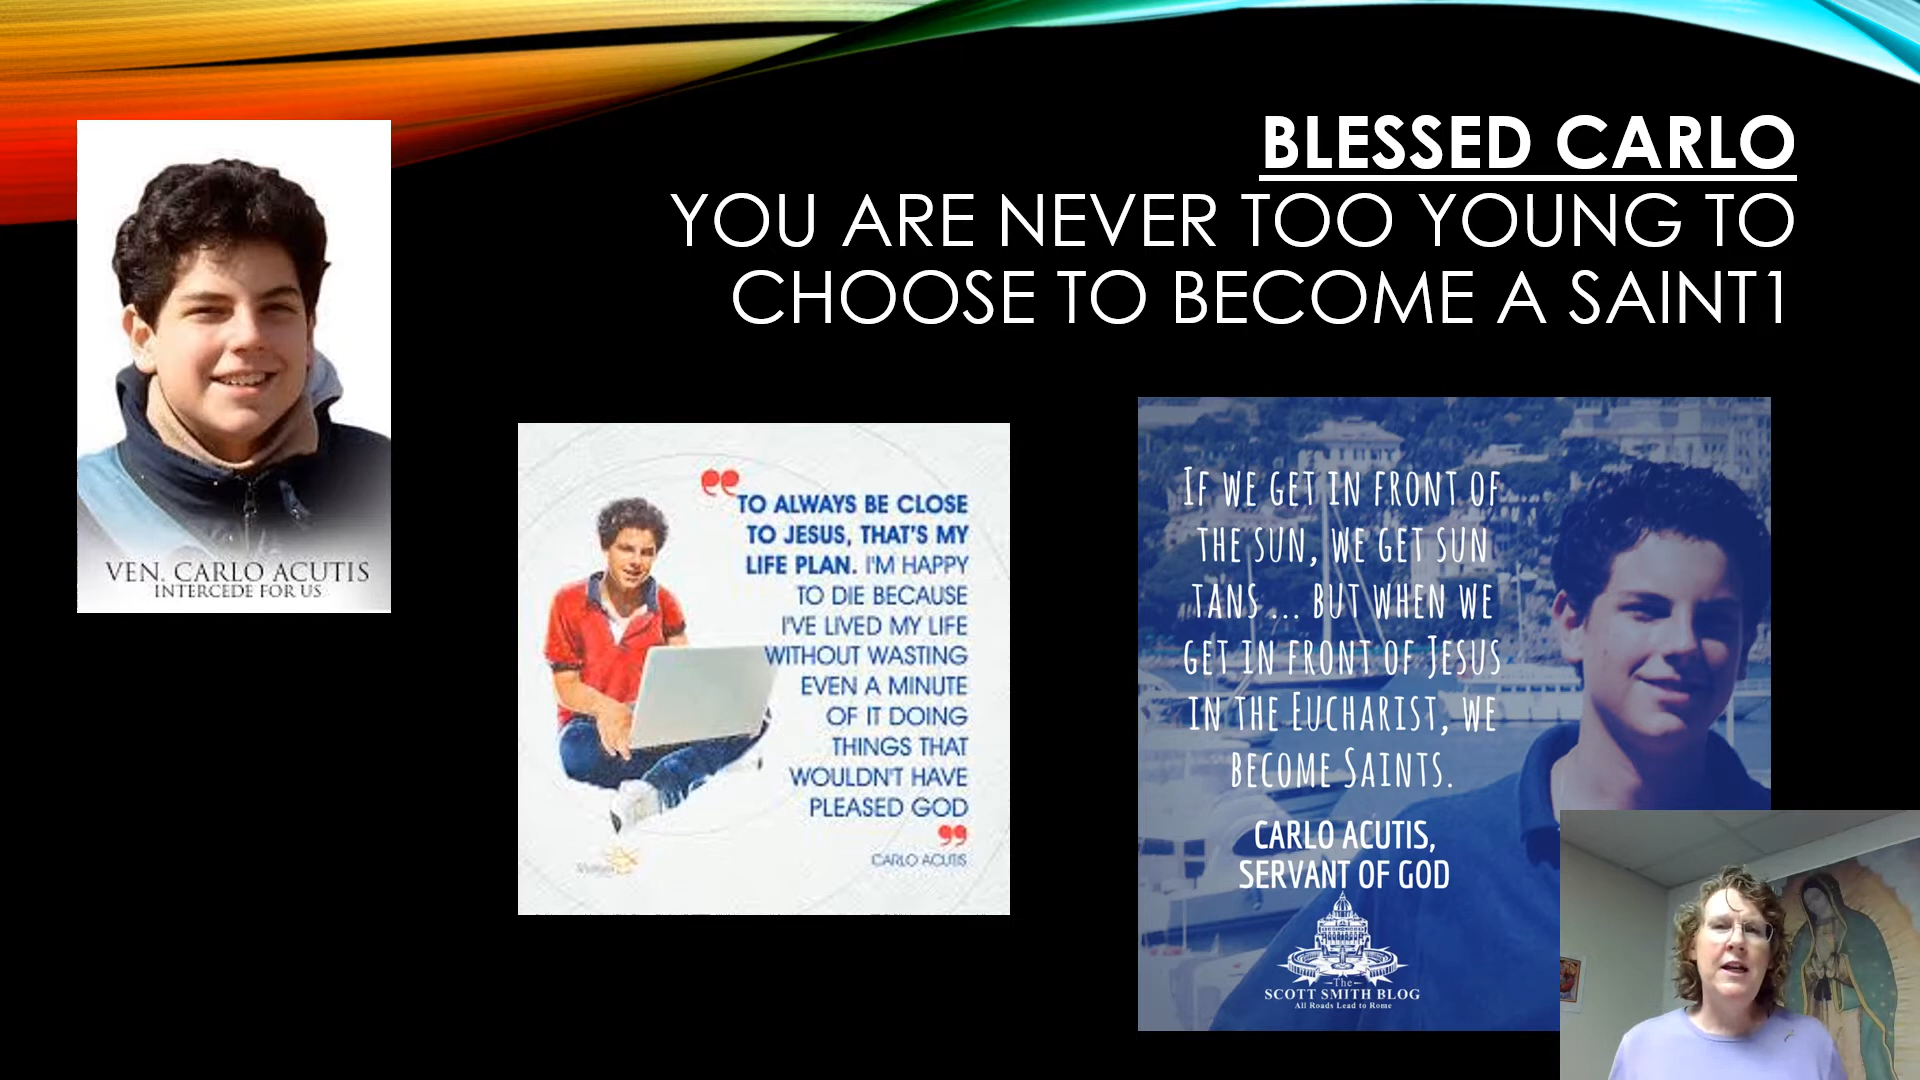 BLESSED CARLO
YOU ARE NEVER TOO YOUNG TO
CHOOSE TO BECOME A SAINT1
VEN. CARLO ACUTIS
INTERCEDE FOR US
TO ALWAYS BE CLOSE
TO JESUS, THAT'S MY
LIFE PLAN. I'M HAPPY
TO DIE BECAUSE
I'VE LIVED MY LIFE
WITHOUT WASTING
EVEN A MINUTE
OF IT DOING
THINGS THAT
WOULDN'T HAVE
PLEASED GOD
CARLO ACUTIS
IF WE GET IN FRONT OF
THE SUN, WE GET SUN
TANS ... BUT WHEN WE
GET IN FRONT OF JESUS
IN THE EUCHARIST, WE
BECOME SAINTS.
CARLO ACUTIS,
SERVANT OF GOD
The
SCOTT SMITH BLOG
All Roads Lead to Rome